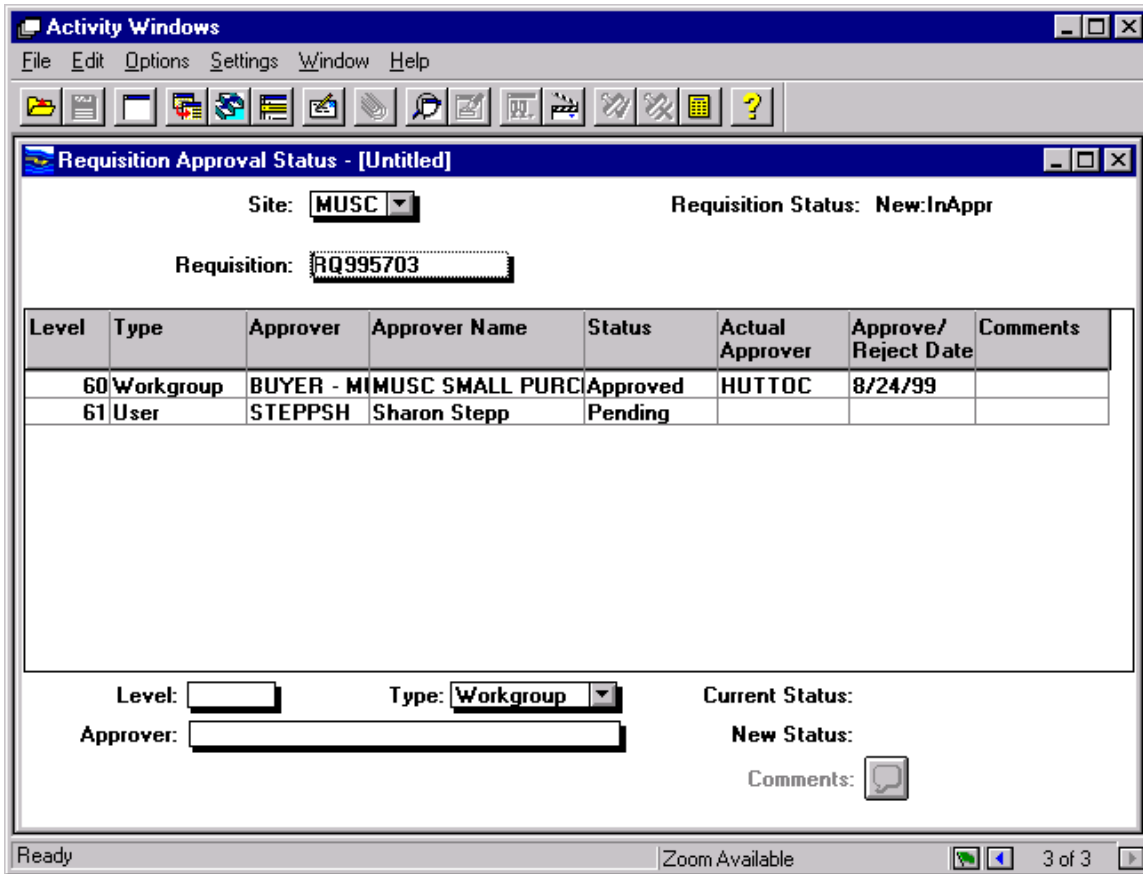 Activity Windows
File Edit Options Settings Window Help
Requisition Approval Status - [Untitled]
Site: MUSC Requisition Status: New:InAppr
Requisition: RQ995703
Level Type Approver Approver Name Status Actual Approver Approve/ Reject Date Comments
60 Workgroup BUYER - MU MUSC SMALL PURC Approved HUTTOC 8/24/99
61 User STEPPSH Sharon Stepp Pending
Level: Type: Workgroup Current Status:
Approver: New Status:
Comments:
Ready Zoom Available 3 of 3